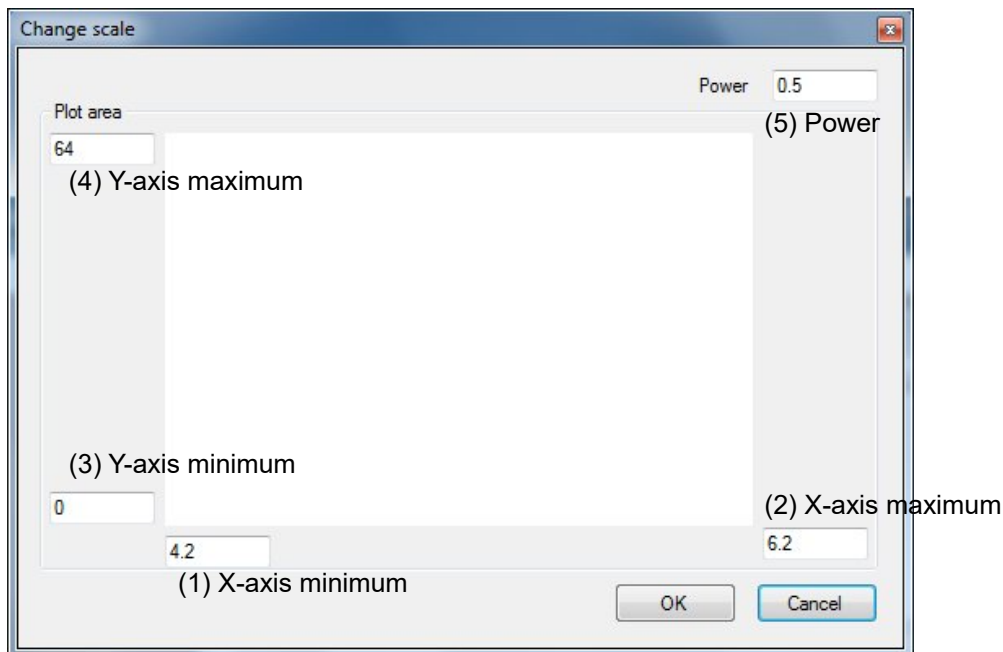 Change scale
Power 0.5
(5) Power
Plot area
64
(4) Y-axis maximum
(3) Y-axis minimum
0
(2) X-axis maximum
6.2
4.2
(1) X-axis minimum
OK Cancel